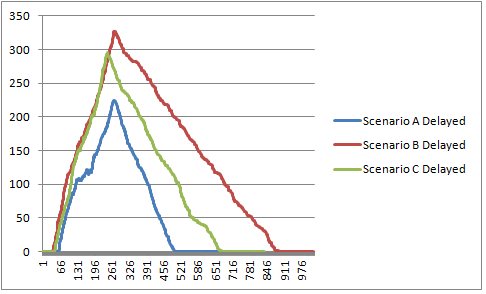 350
300
250
200
150
100
50
0
1 66 131 196 261 326 391 456 521 586 651 716 781 846 911 976
Scenario A Delayed
Scenario B Delayed
Scenario C Delayed